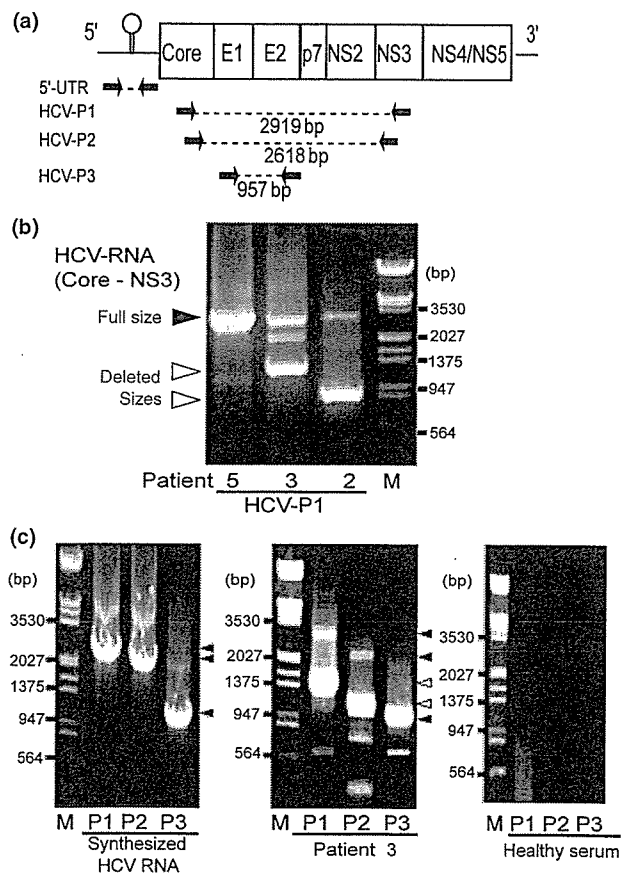 (a)
5' 3'
Core E1 E2 p7 NS2 NS3 NS4/NS5
5'-UTR
HCV-P1
2919 bp
HCV-P2
2618 bp
HCV-P3
957 bp
(b)
HCV-RNA
(Core - NS3)
(bp)
Full size
3530
2027
1375
Deleted
Sizes
947
564
Patient 5 3 2 M
HCV-P1
(c)
(bp)
3530
2027
1375
947
564
M P1 P2 P3
Synthesized
HCV RNA
(bp)
3530
2027
1375
947
564
M P1 P2 P3
Patient 3
(bp)
3530
2027
1375
947
564
M P1 P2 P3
Healthy serum